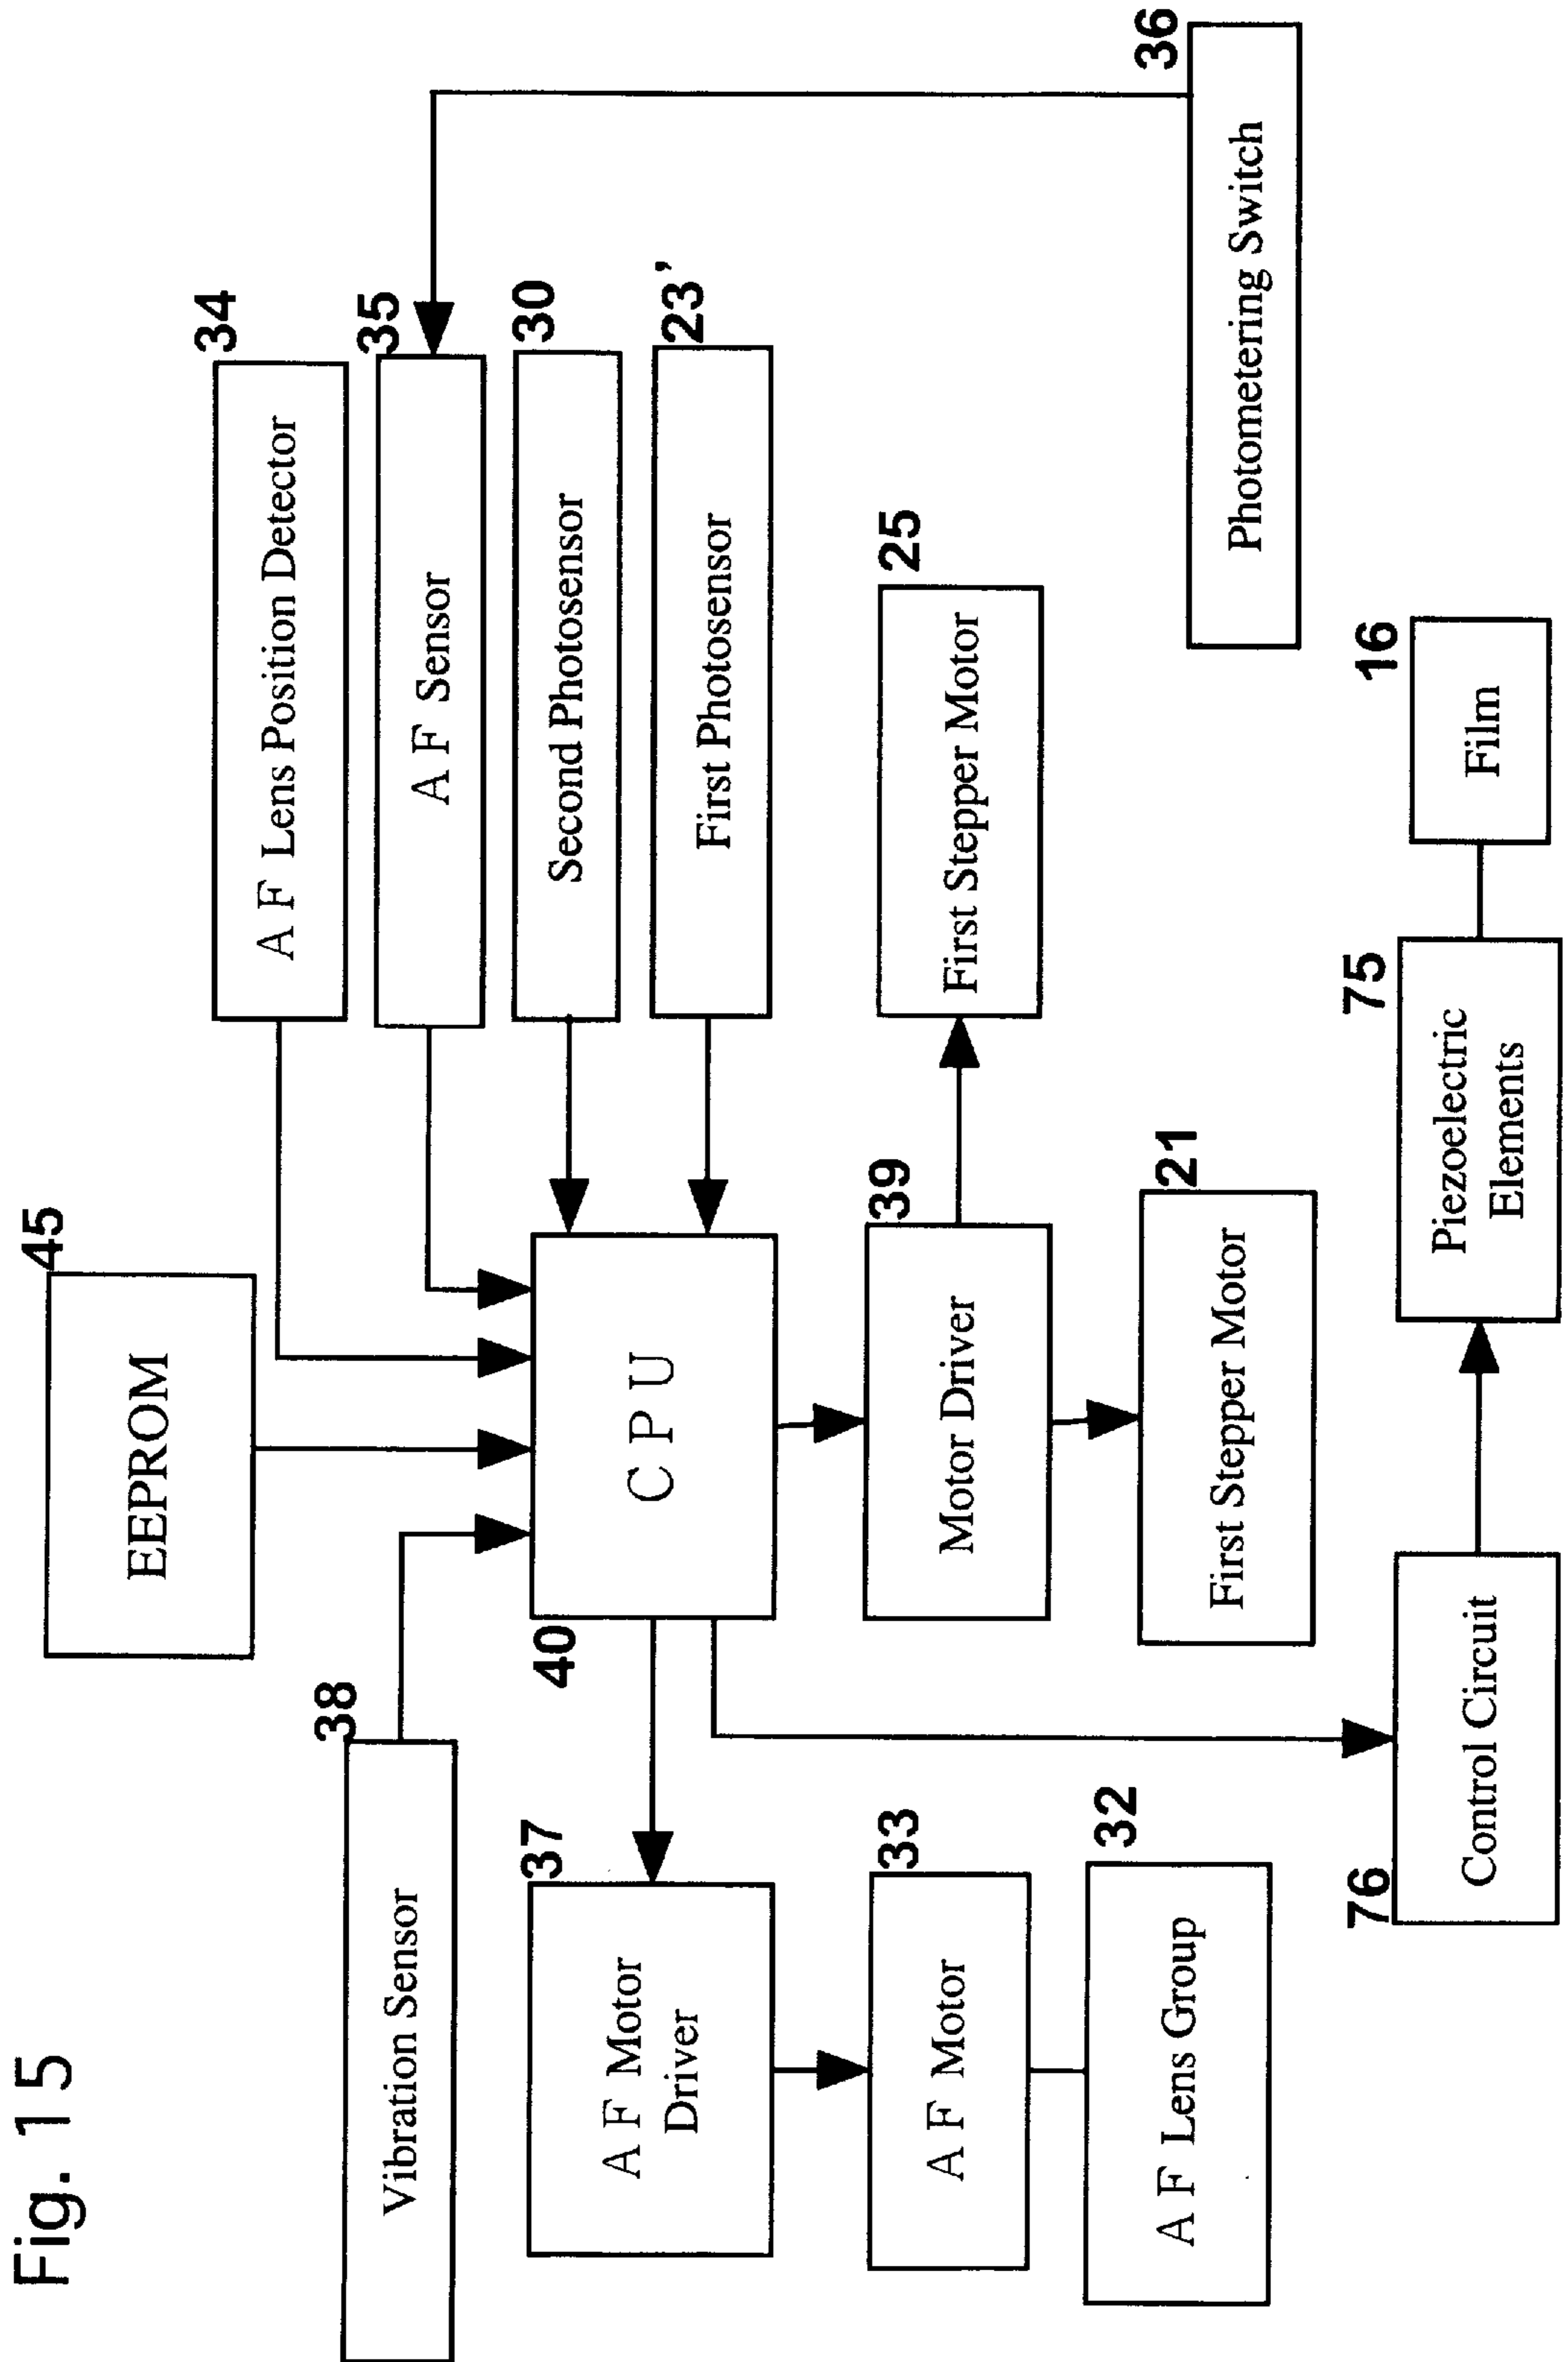 Fig. 15
45
EEPROM
34
A F Lens Position Detector
38
Vibration Sensor
35
A F Sensor
30
Second Photosensor
23’
First Photosensor
40
C P U
37
A F Motor
Driver
39
Motor Driver
25
First Stepper Motor
33
A F Motor
21
First Stepper Motor
32
A F Lens Group
36
Photometering Switch
76
Control Circuit
75
Piezoelectric
Elements
16
Film